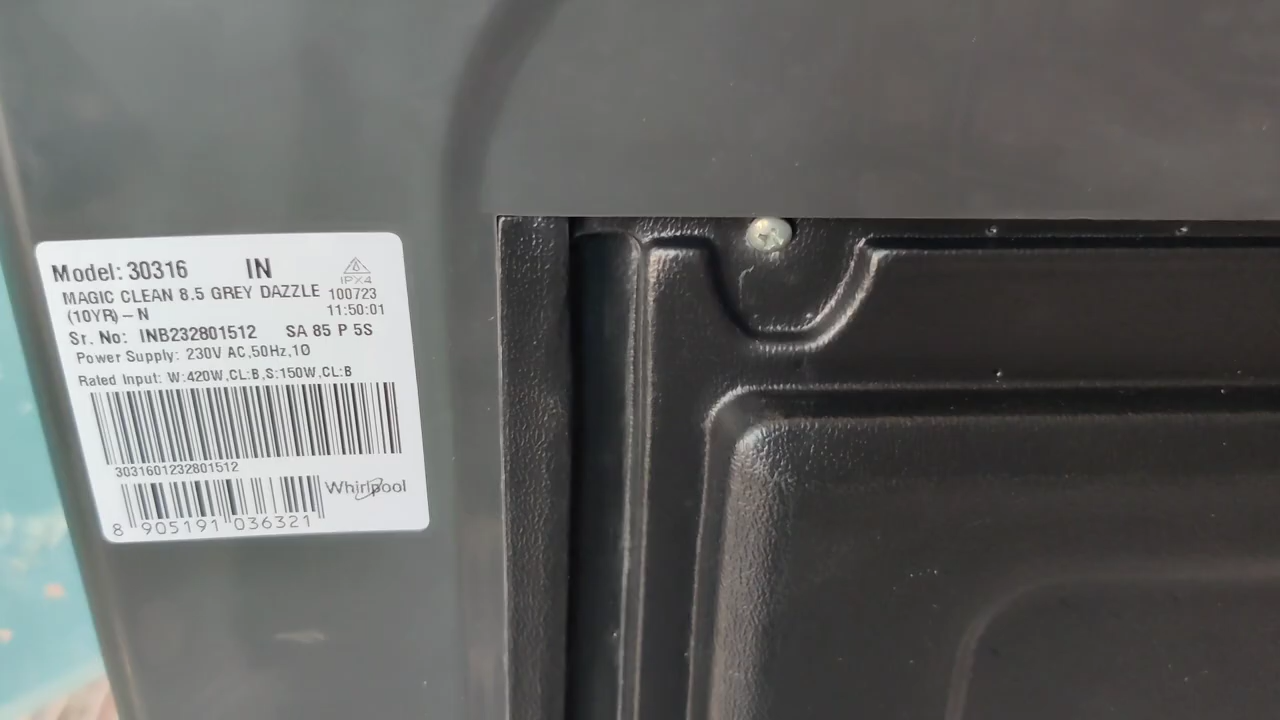 Model: 30316 IN
IPX4
MAGIC CLEAN 8.5 GREY DAZZLE 100723
(10YR) – N 11:50:01
Sr. No: INB232801512 SA 85 P 5S
Power Supply: 230V AC,50Hz,1Ø
Rated Input: W:420W,CL:B,S:150W,CL:B
3031601232801512
Whirlpool
8 905191 036321